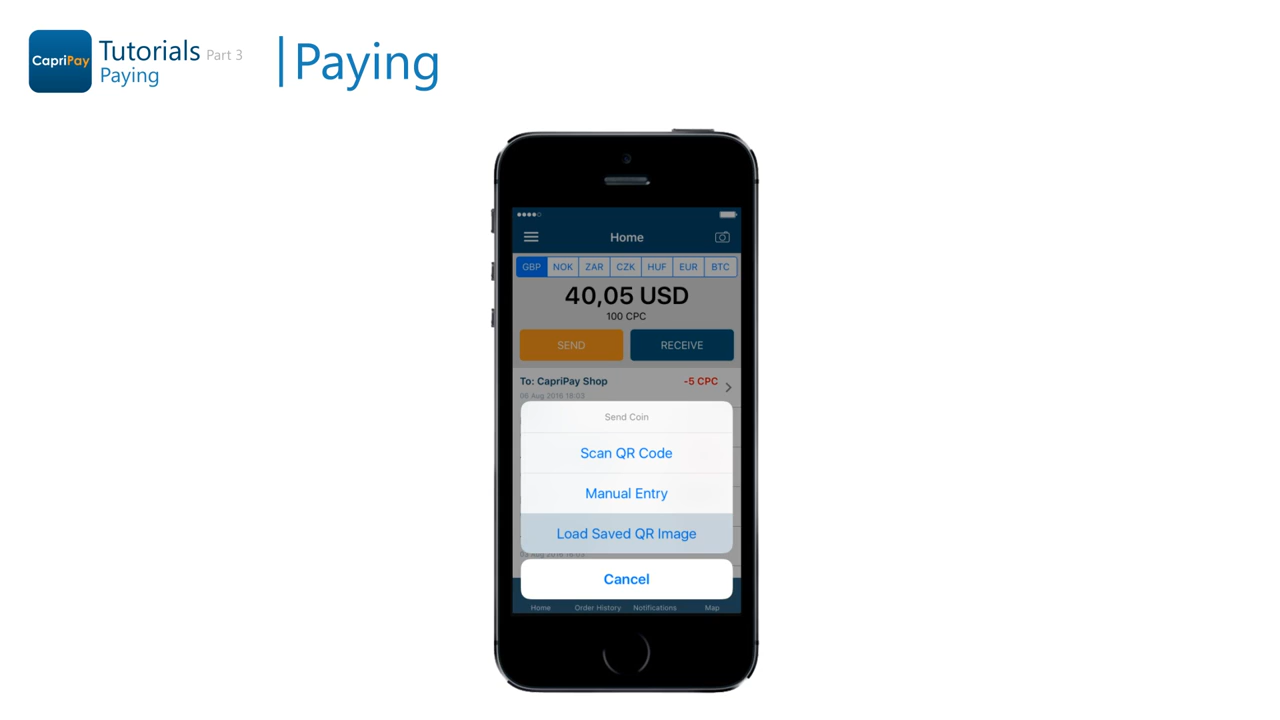 CapriPay
Tutorials Part 3
Paying
Paying
Home
GBP NOK ZAR CZK HUF EUR BTC
40,05 USD
100 CPC
SEND RECEIVE
To: CapriPay Shop -5 CPC
08 Aug 2016 18:03
Send Coin
Scan QR Code
Manual Entry
Load Saved QR Image
Cancel
Home Order History Notifications Map